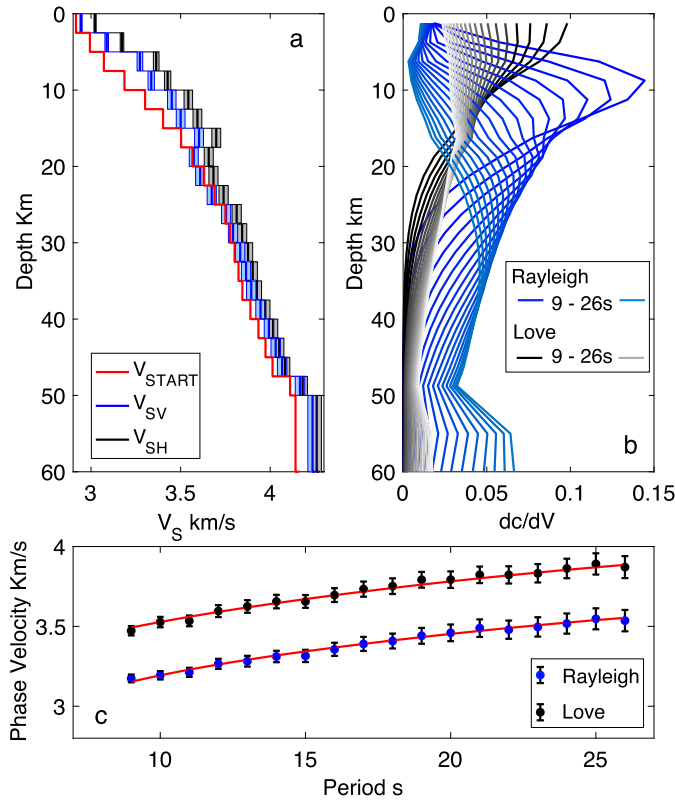 0
10
20
30
40
50
60
3
3.5
4
Depth Km
V_S km/s
a
V_START
V_SV
V_SH
0
10
20
30
40
50
60
0
0.05
0.1
0.15
Depth km
dc/dV
b
Rayleigh
9 - 26s
Love
9 - 26s
4
3.5
3
10
15
20
25
Phase Velocity Km/s
Period s
c
Rayleigh
Love